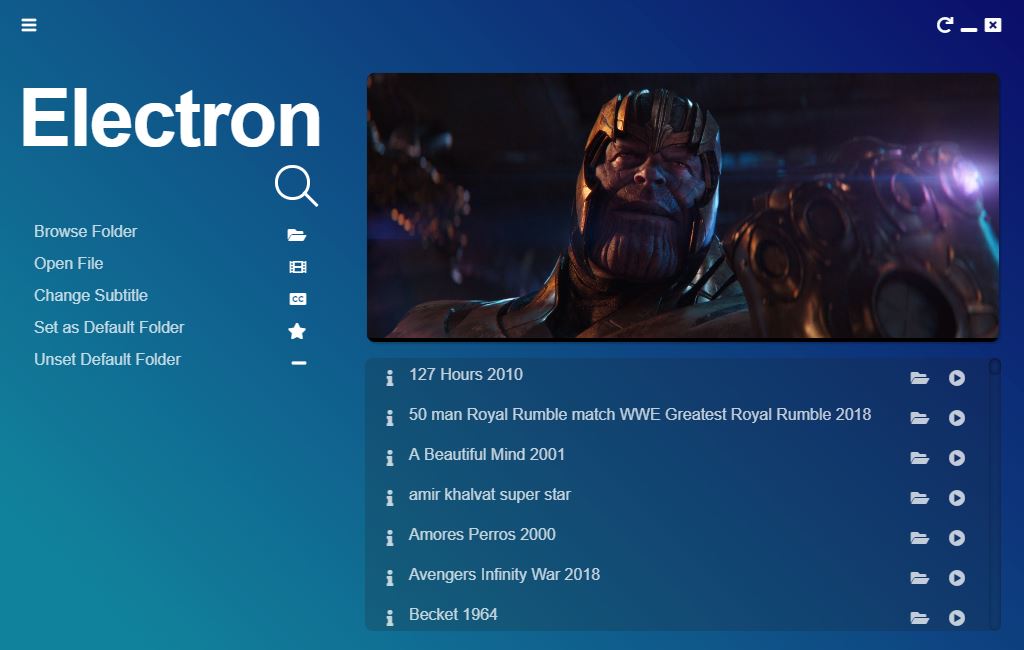 Electron
Browse Folder
Open File
Change Subtitle
CC
Set as Default Folder
Unset Default Folder
127 Hours 2010
50 man Royal Rumble match WWE Greatest Royal Rumble 2018
A Beautiful Mind 2001
amir khalvat super star
Amores Perros 2000
Avengers Infinity War 2018
Becket 1964